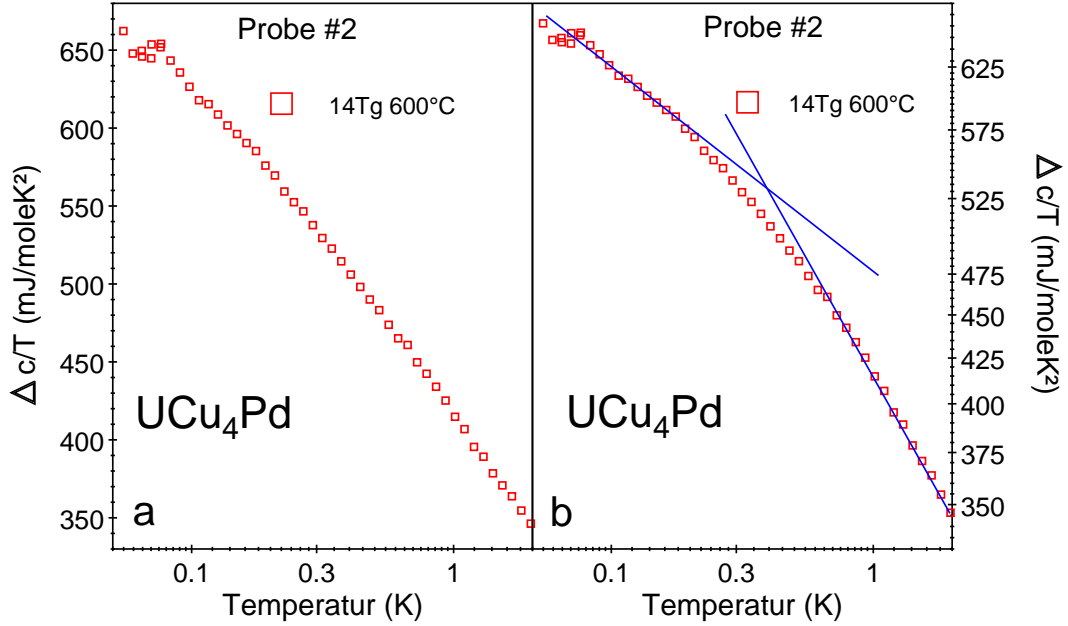 Probe #2
14Tg 600°C
UCu₄Pd
a
650
600
550
500
450
400
350
Δ c/T (mJ/moleK²)
0.1
0.3
1
Temperatur (K)
Probe #2
14Tg 600°C
UCu₄Pd
b
625
575
525
475
450
425
400
375
350
Δ c/T (mJ/moleK²)
0.1
0.3
1
Temperatur (K)